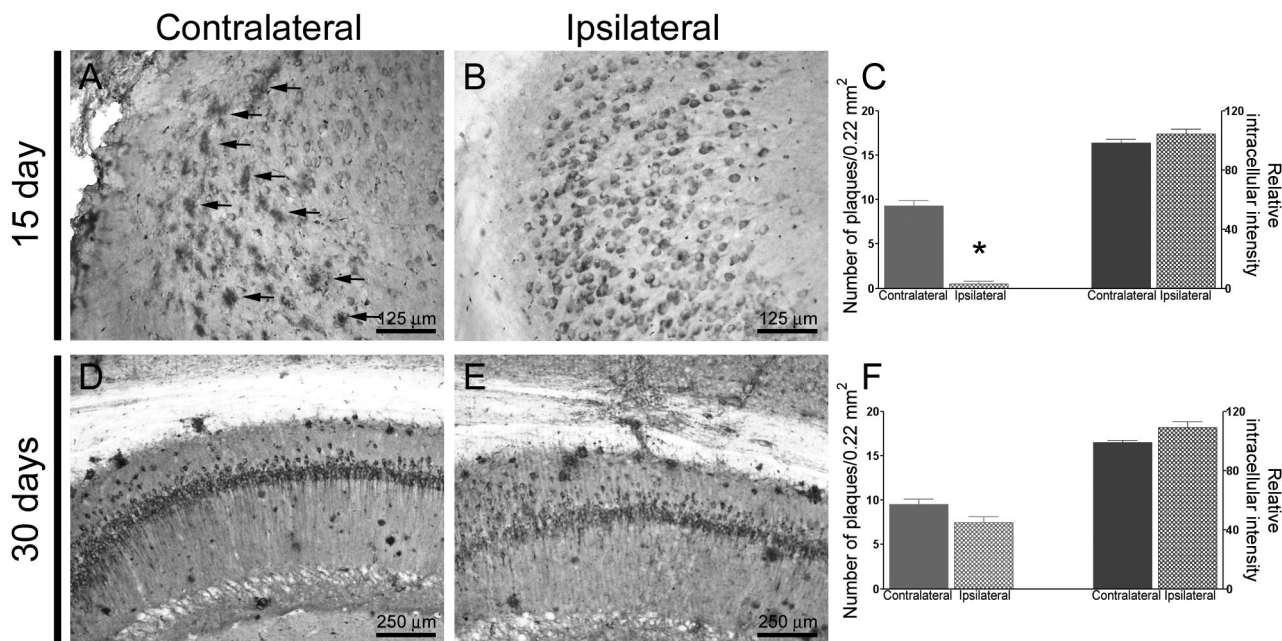 Contralateral
Ipsilateral
15 day
A
125 µm
B
125 µm
C
Number of plaques/0.22 mm²
20
15
10
5
0
*
120
80
40
0
Relative
intracellular intensity
Contralateral
Ipsilateral
Contralateral
Ipsilateral
30 days
D
250 µm
E
250 µm
F
Number of plaques/0.22 mm²
20
15
10
5
0
120
80
40
0
Relative
intracellular intensity
Contralateral
Ipsilateral
Contralateral
Ipsilateral